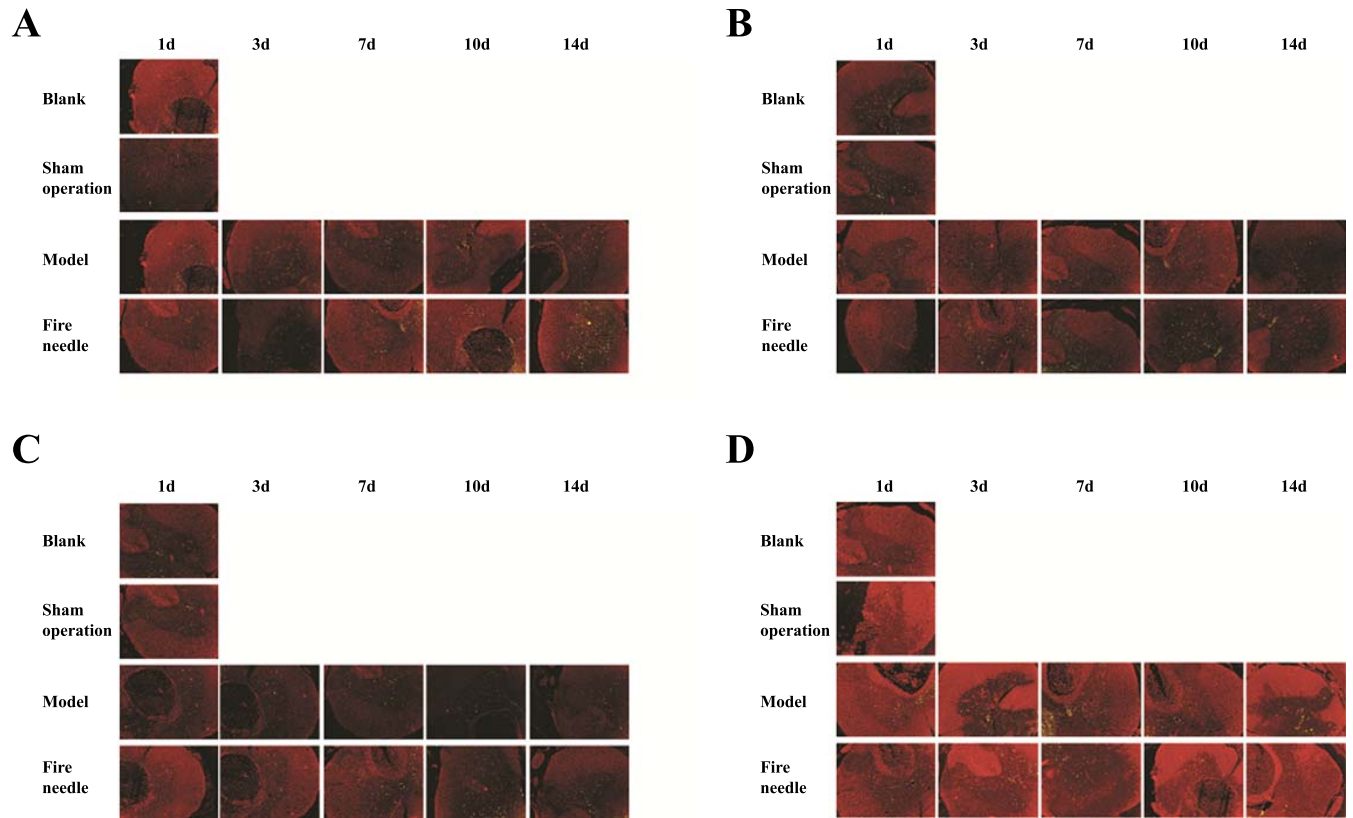 A
1d 3d 7d 10d 14d
Blank
Sham
operation
Model
Fire
needle
B
1d 3d 7d 10d 14d
Blank
Sham
operation
Model
Fire
needle
C
1d 3d 7d 10d 14d
Blank
Sham
operation
Model
Fire
needle
D
1d 3d 7d 10d 14d
Blank
Sham
operation
Model
Fire
needle